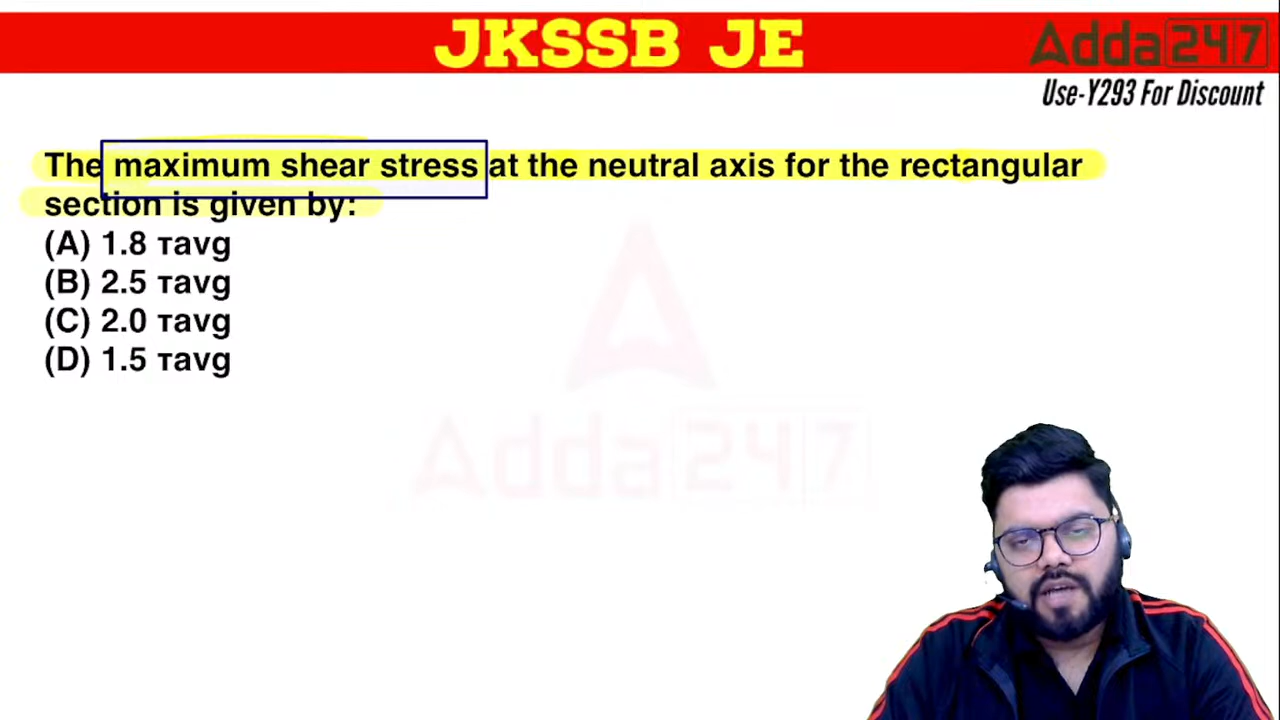 JKSSB JE
Adda247
Use-Y293 For Discount
The maximum shear stress at the neutral axis for the rectangular
section is given by:
(A) 1.8 τavg
(B) 2.5 τavg
(C) 2.0 τavg
(D) 1.5 τavg
Adda247